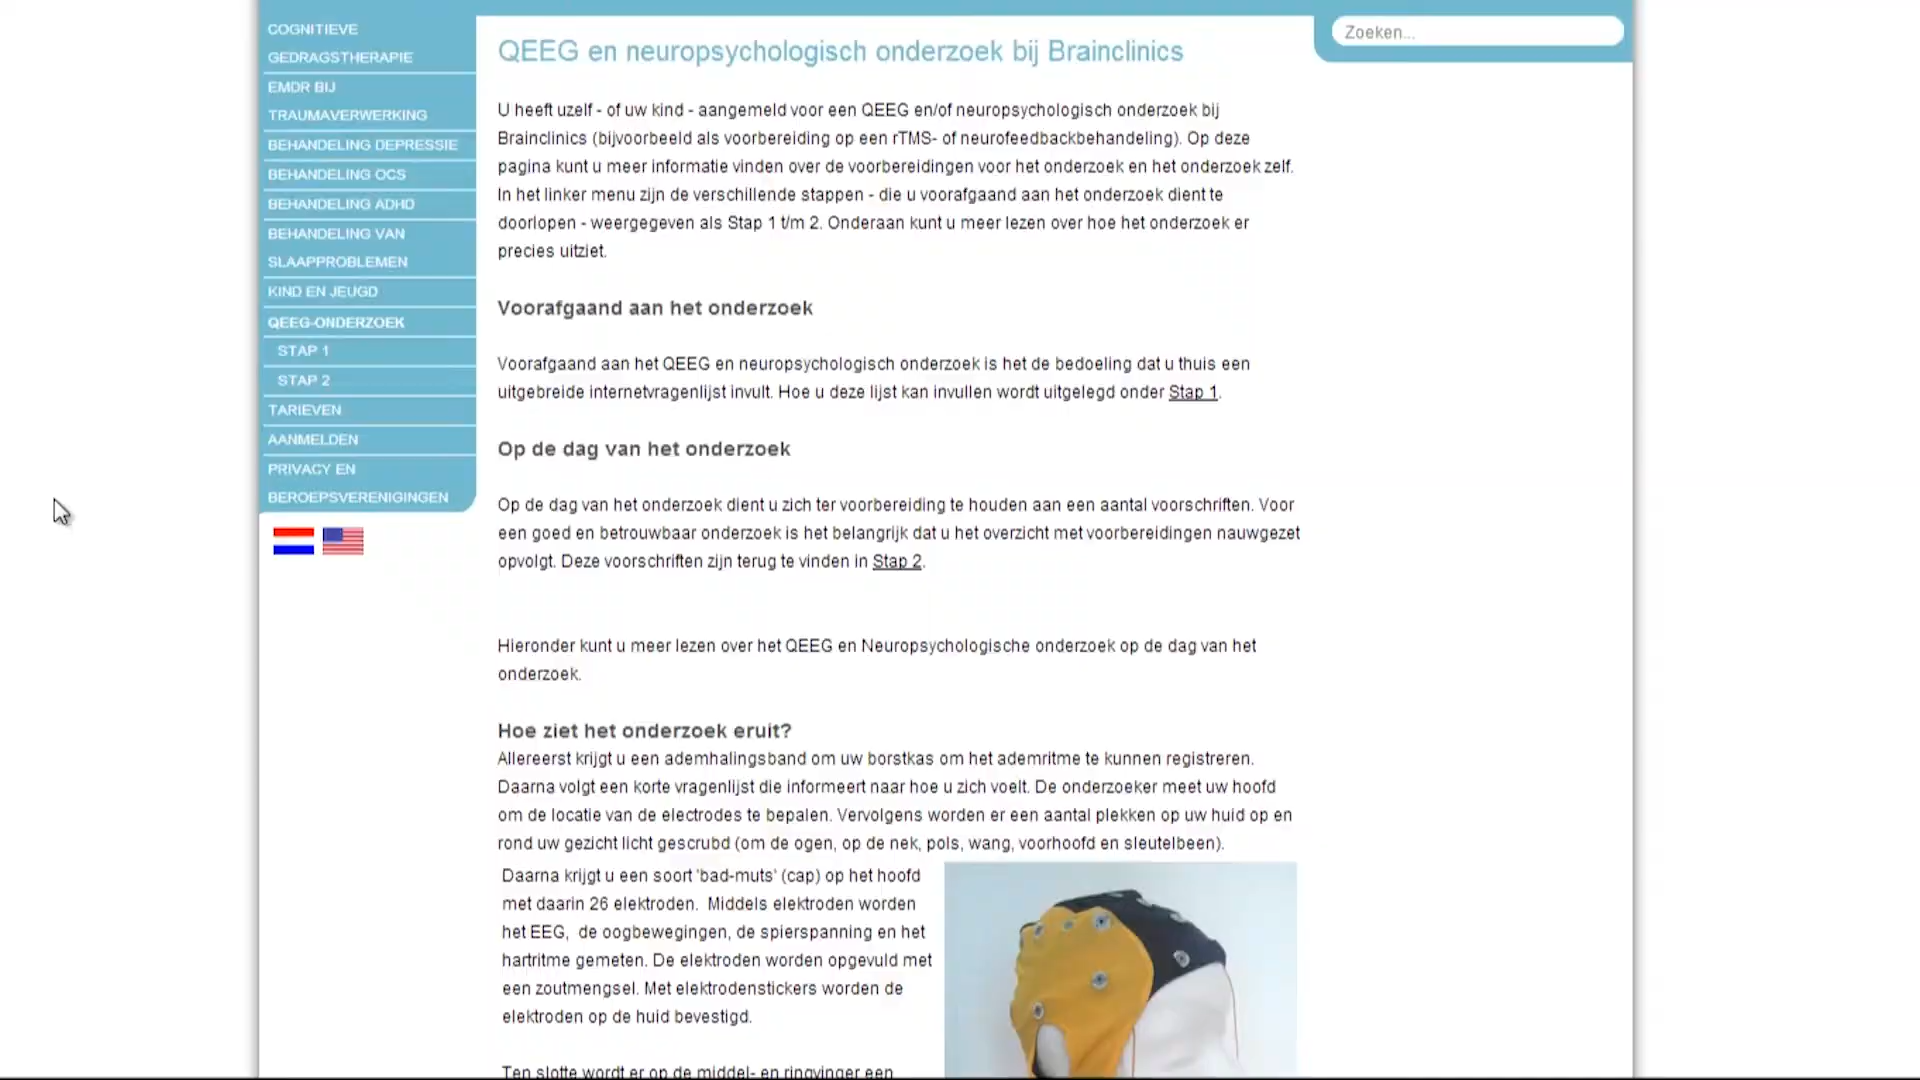 COGNITIEVE
GEDRAGSTHERAPIE
EMDR BIJ
TRAUMAVERWERKING
BEHANDELING DEPRESSIE
BEHANDELING OCS
BEHANDELING ADHD
BEHANDELING VAN
SLAAPPROBLEMEN
KIND EN JEUGD
QEEG-ONDERZOEK
STAP 1
STAP 2
TARIEVEN
AANMELDEN
PRIVACY EN
BEROEPSVERENIGINGEN
Zoeken...
QEEG en neuropsychologisch onderzoek bij Brainclinics
U heeft uzelf - of uw kind - aangemeld voor een QEEG en/of neuropsychologisch onderzoek bij
Brainclinics (bijvoorbeeld als voorbereiding op een rTMS- of neurofeedbackbehandeling). Op deze
pagina kunt u meer informatie vinden over de voorbereidingen voor het onderzoek en het onderzoek zelf.
In het linker menu zijn de verschillende stappen - die u voorafgaand aan het onderzoek dient te
doorlopen - weergegeven als Stap 1 t/m 2. Onderaan kunt u meer lezen over hoe het onderzoek er
precies uitziet.
Voorafgaand aan het onderzoek
Voorafgaand aan het QEEG en neuropsychologisch onderzoek is het de bedoeling dat u thuis een
uitgebreide internetvragenlijst invult. Hoe u deze lijst kan invullen wordt uitgelegd onder Stap 1.
Op de dag van het onderzoek
Op de dag van het onderzoek dient u zich ter voorbereiding te houden aan een aantal voorschriften. Voor
een goed en betrouwbaar onderzoek is het belangrijk dat u het overzicht met voorbereidingen nauwgezet
opvolgt. Deze voorschriften zijn terug te vinden in Stap 2.
Hieronder kunt u meer lezen over het QEEG en Neuropsychologische onderzoek op de dag van het
onderzoek.
Hoe ziet het onderzoek eruit?
Allereerst krijgt u een ademhalingsband om uw borstkas om het ademritme te kunnen registreren.
Daarna volgt een korte vragenlijst die informeert naar hoe u zich voelt. De onderzoeker meet uw hoofd
om de locatie van de electrodes te bepalen. Vervolgens worden er een aantal plekken op uw huid op en
rond uw gezicht licht gescrubd (om de ogen, op de nek, pols, wang, voorhoofd en sleutelbeen).
Daarna krijgt u een soort 'bad-muts' (cap) op het hoofd
met daarin 26 elektroden. Middels elektroden worden
het EEG, de oogbewegingen, de spierspanning en het
hartritme gemeten. De elektroden worden opgevuld met
een zoutmengsel. Met elektrodenstickers worden de
elektroden op de huid bevestigd.
Ten slotte wordt er op de middel- en ringvinger een